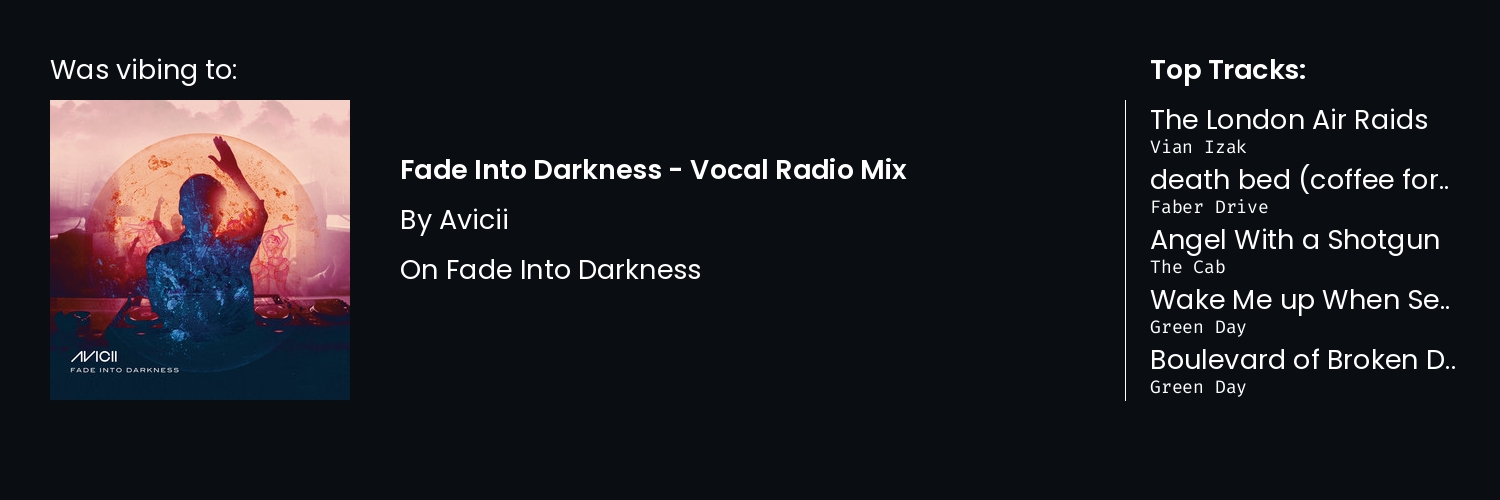 Was vibing to:
AVICII
FADE INTO DARKNESS
Fade Into Darkness - Vocal Radio Mix
By Avicii
On Fade Into Darkness
Top Tracks:
The London Air Raids
Vian Izak
death bed (coffee for..
Faber Drive
Angel With a Shotgun
The Cab
Wake Me up When Se..
Green Day
Boulevard of Broken D..
Green Day